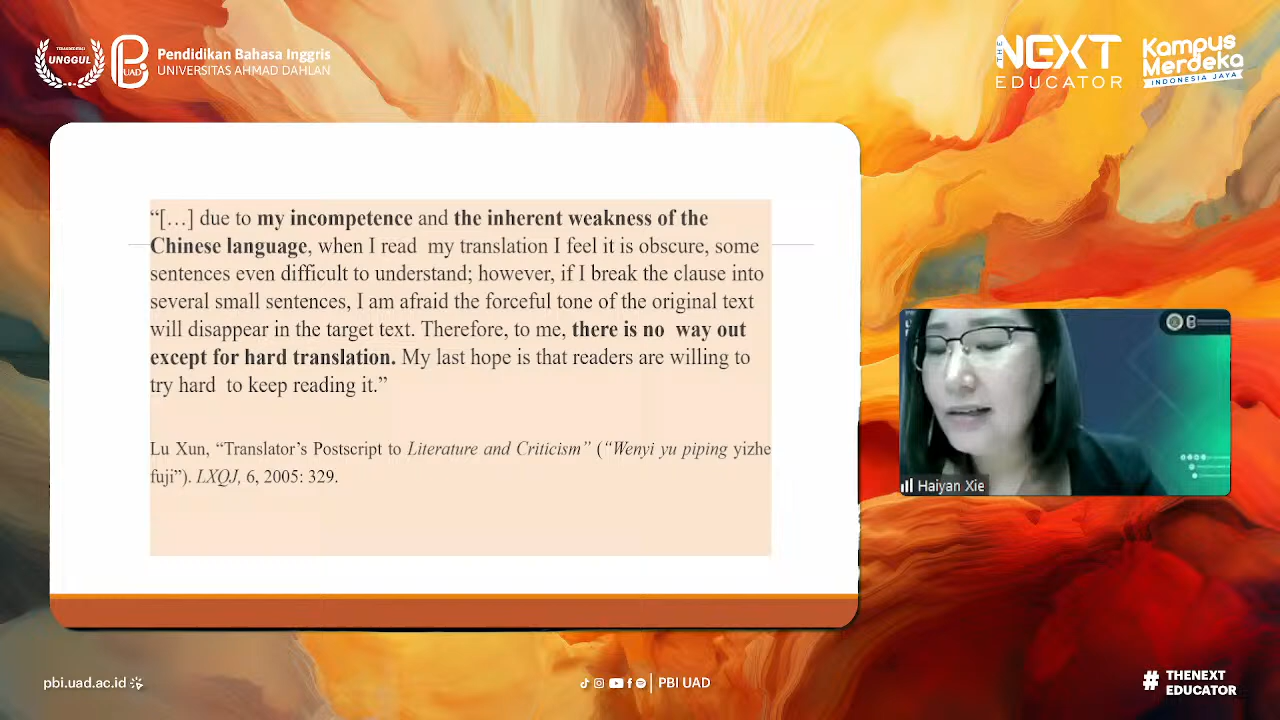 TERAKREDITASI
UNGGUL
UAD
Pendidikan Bahasa Inggris
UNIVERSITAS AHMAD DAHLAN
THE NEXT
EDUCATOR
Kampus
Merdeka
INDONESIA JAYA
“[…] due to my incompetence and the inherent weakness of the
Chinese language, when I read my translation I feel it is obscure, some
sentences even difficult to understand; however, if I break the clause into
several small sentences, I am afraid the forceful tone of the original text
will disappear in the target text. Therefore, to me, there is no way out
except for hard translation. My last hope is that readers are willing to
try hard to keep reading it.”
Lu Xun, “Translator’s Postscript to Literature and Criticism” (“Wenyi yu piping yizhe
fuji”). LXQJ, 6, 2005: 329.
Haiyan Xie
pbi.uad.ac.id
PBI UAD
# THENEXT
EDUCATOR